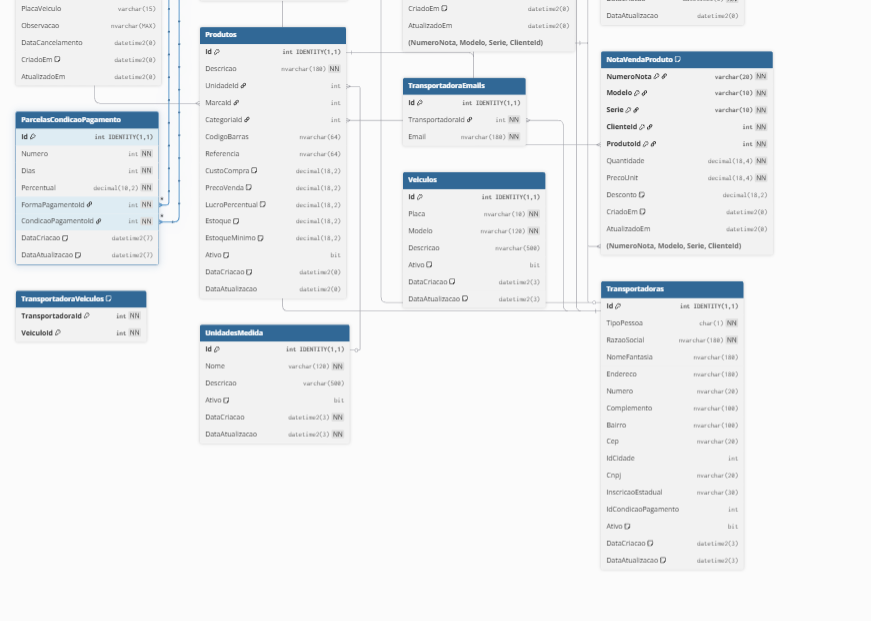 PlacaVeiculo varchar(15)
Observacao nvarchar(MAX)
DataCancelamento datetime2(0)
CriadoEm datetime2(0)
AtualizadoEm datetime2(0)
ParcelasCondicaoPagamento
Id int IDENTITY(1,1)
Numero int NN
Dias int NN
Percentual decimal(10,2) NN
FormaPagamentoId int NN
CondicaoPagamentoId int NN
DataCriacao datetime2(7)
DataAtualizacao datetime2(7)
TransportadoraVeiculos
TransportadoraId int NN
VeiculoId int NN
Produtos
Id int IDENTITY(1,1)
Descricao nvarchar(180) NN
UnidadeId int
MarcaId int
CategoriaId int
CodigoBarras nvarchar(64)
Referencia nvarchar(64)
CustoCompra decimal(18,2)
PrecoVenda decimal(18,2)
LucroPercentual decimal(18,2)
Estoque decimal(18,2)
EstoqueMinimo decimal(18,2)
Ativo bit
DataCriacao datetime2(0)
DataAtualizacao datetime2(0)
UnidadesMedida
Id int IDENTITY(1,1)
Nome varchar(120) NN
Descricao varchar(500)
Ativo bit
DataCriacao datetime2(3) NN
DataAtualizacao datetime2(3) NN
CriadoEm datetime2(0)
AtualizadoEm datetime2(0)
(NumeroNota, Modelo, Serie, ClienteId)
TransportadoraEmails
Id int IDENTITY(1,1)
TransportadoraId int NN
Email nvarchar(180) NN
Veiculos
Id int IDENTITY(1,1)
Placa nvarchar(10) NN
Modelo nvarchar(120) NN
Descricao nvarchar(500)
Ativo bit
DataCriacao datetime2(3)
DataAtualizacao datetime2(3)
DataAtualizacao datetime2(0)
NotaVendaProduto
NumeroNota varchar(20) NN
Modelo varchar(10) NN
Serie varchar(10) NN
ClienteId int NN
ProdutoId int NN
Quantidade decimal(18,4) NN
PrecoUnit decimal(18,4) NN
Desconto decimal(18,2)
CriadoEm datetime2(0)
AtualizadoEm datetime2(0)
(NumeroNota, Modelo, Serie, ClienteId)
Transportadoras
Id int IDENTITY(1,1)
TipoPessoa char(1) NN
RazaoSocial nvarchar(180) NN
NomeFantasia nvarchar(180)
Endereco nvarchar(180)
Numero nvarchar(20)
Complemento nvarchar(100)
Bairro nvarchar(100)
Cep nvarchar(20)
IdCidade int
Cnpj nvarchar(20)
InscricaoEstadual nvarchar(30)
IdCondicaoPagamento int
Ativo bit
DataCriacao datetime2(3)
DataAtualizacao datetime2(3)